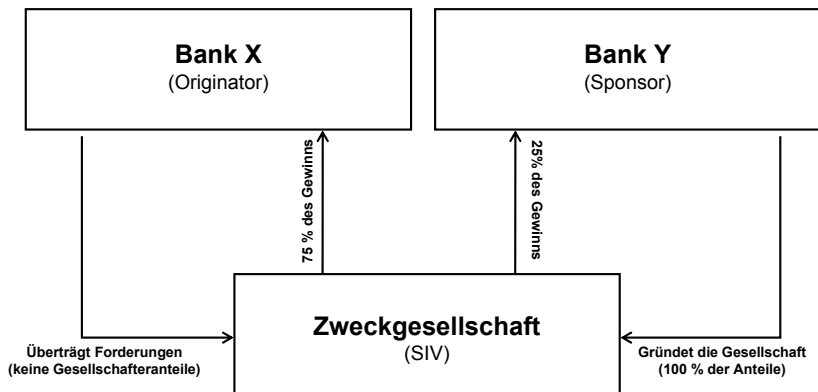 Bank X
(Originator)
Bank Y
(Sponsor)
75 % des Gewinns
25% des Gewinns
Zweckgesellschaft
(SIV)
Überträgt Forderungen
(keine Gesellschafteranteile)
Gründet die Gesellschaft
(100 % der Anteile)